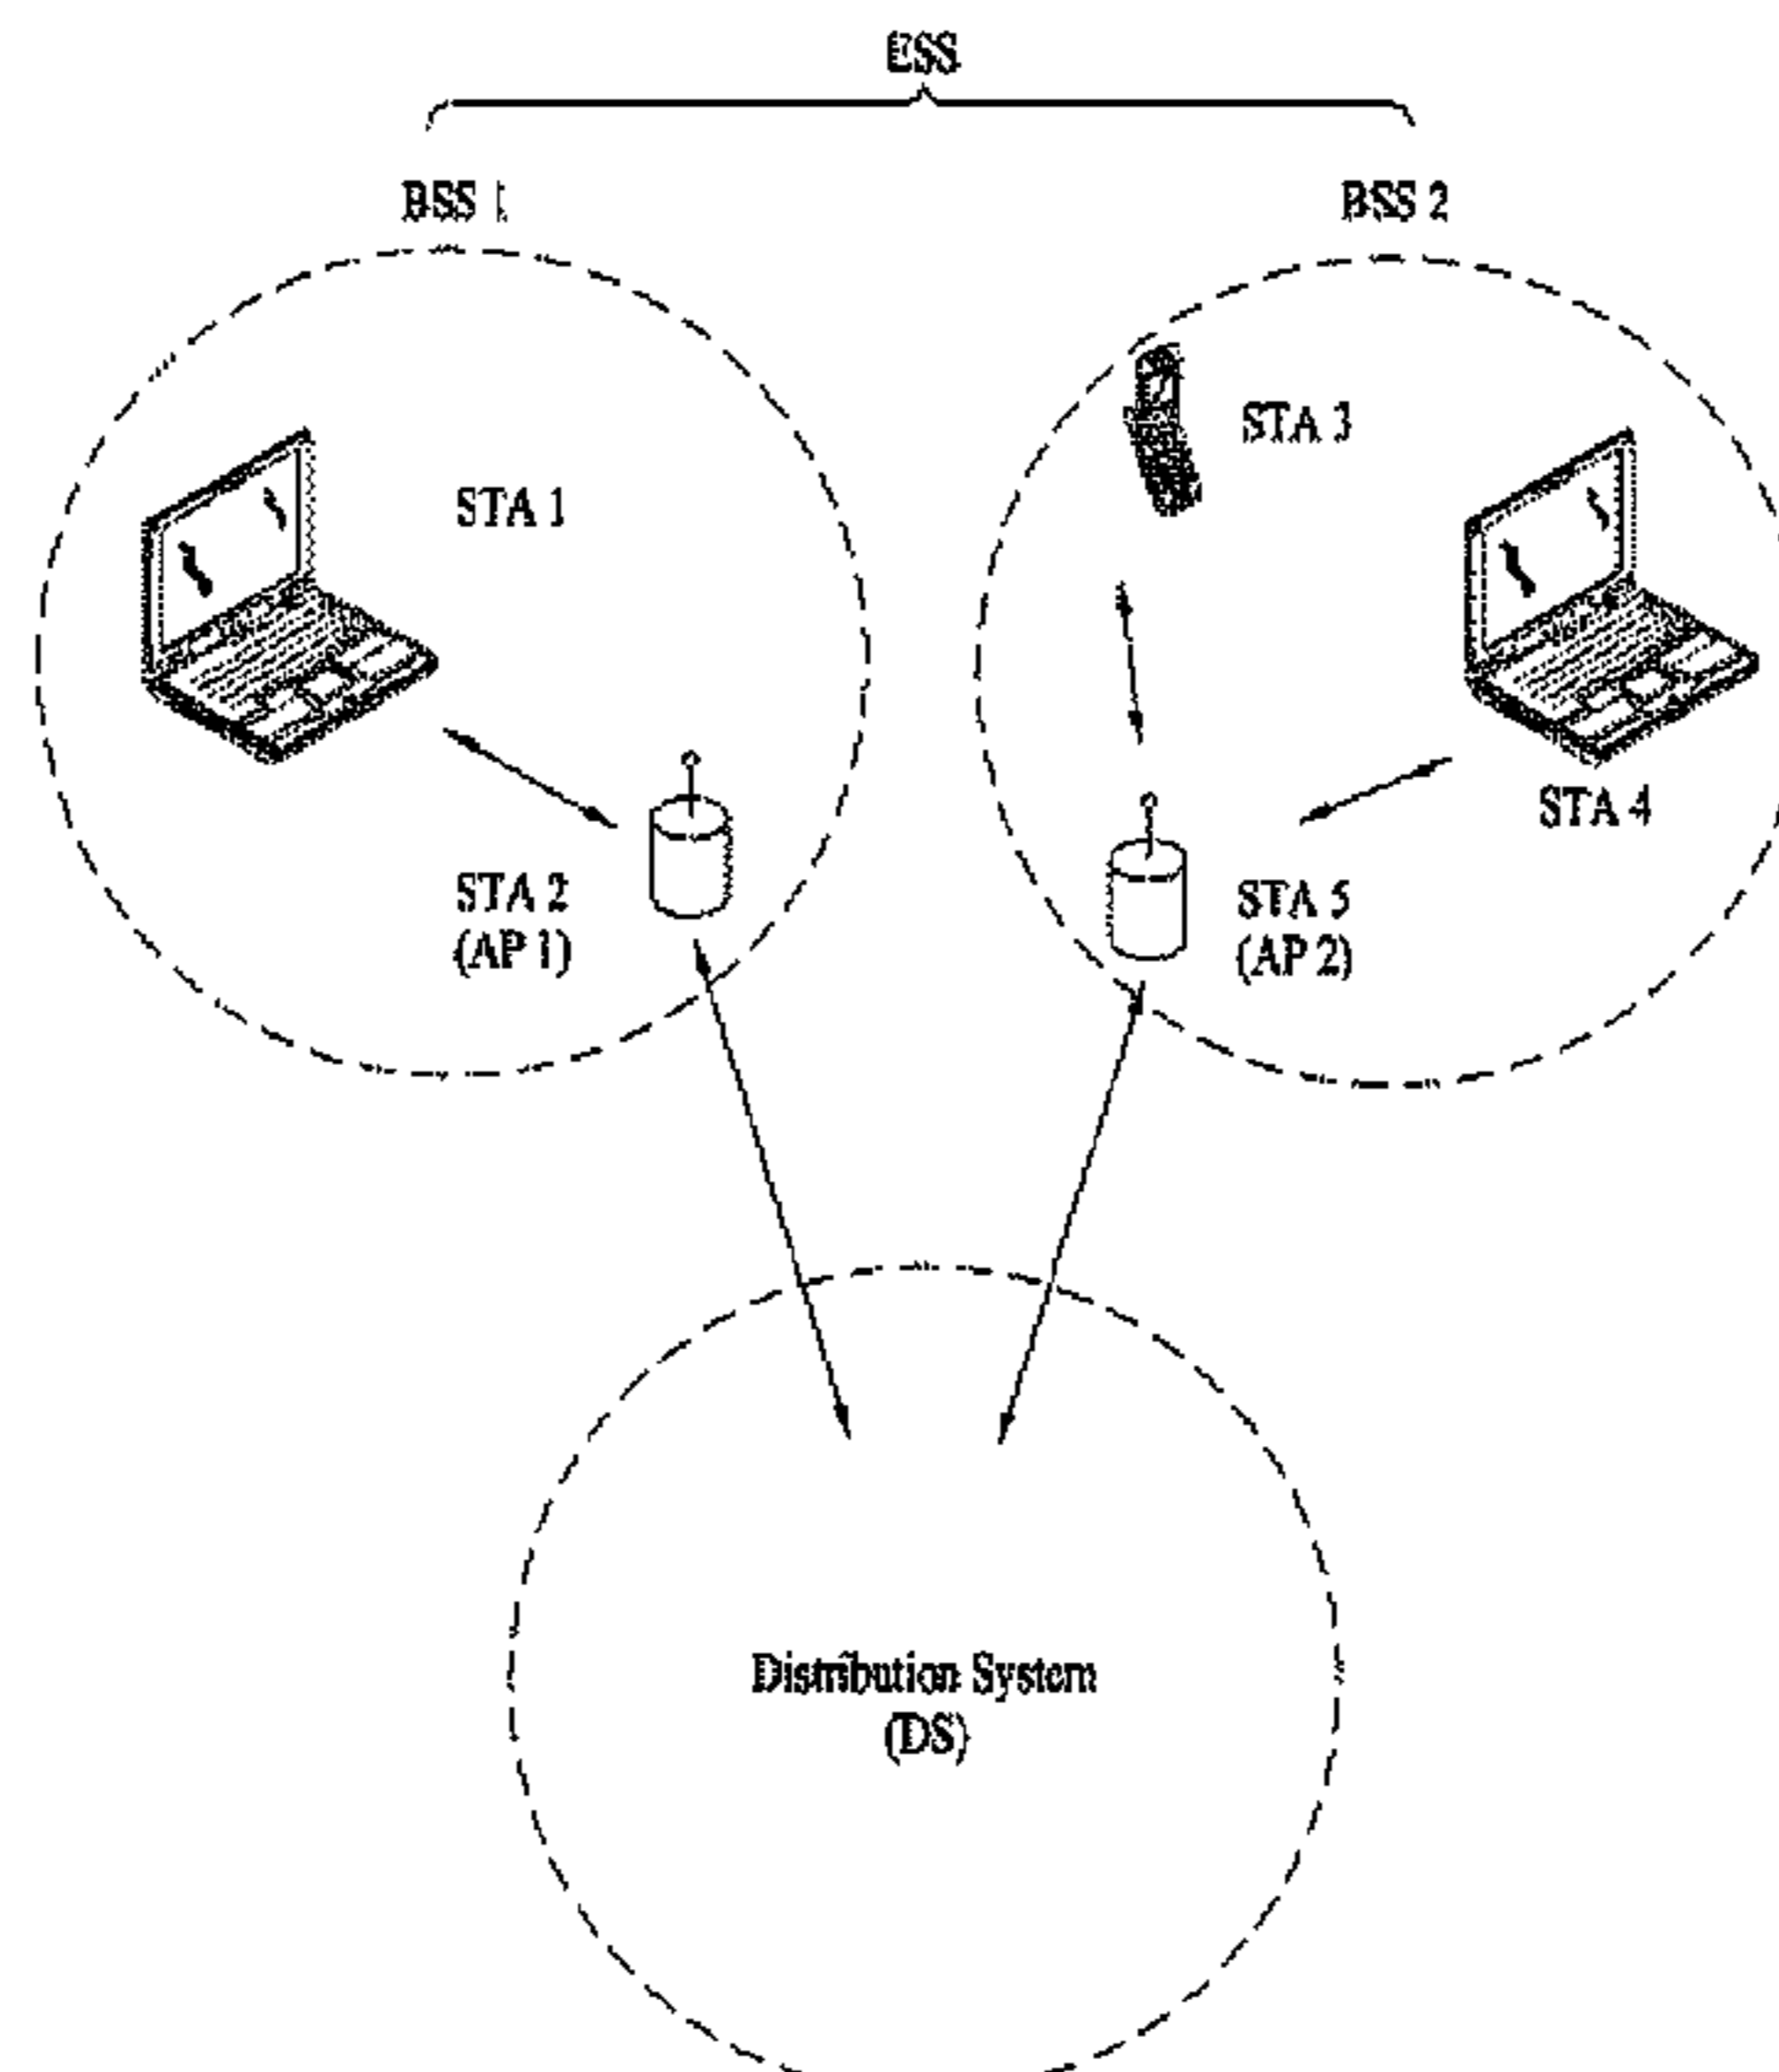 ESS
BSS 1
BSS 2
STA 3
STA 1
STA 4
STA 2
(AP 1)
STA 5
(AP 2)
Distribution System
(DS)